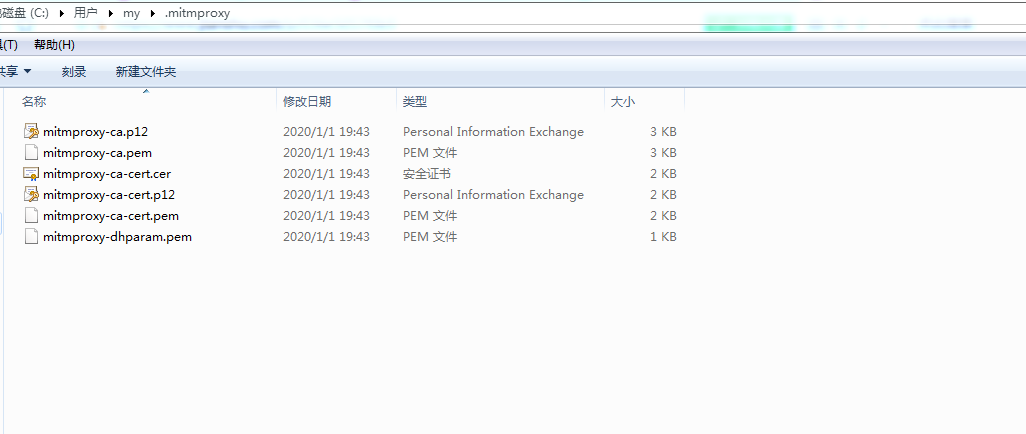 磁盘 (C:) 用户 my .mitmproxy
(T) 帮助(H)
共享 刻录 新建文件夹
名称 修改日期 类型 大小
mitmproxy-ca.p12 2020/1/1 19:43 Personal Information Exchange 3 KB
mitmproxy-ca.pem 2020/1/1 19:43 PEM 文件 3 KB
mitmproxy-ca-cert.cer 2020/1/1 19:43 安全证书 2 KB
mitmproxy-ca-cert.p12 2020/1/1 19:43 Personal Information Exchange 2 KB
mitmproxy-ca-cert.pem 2020/1/1 19:43 PEM 文件 2 KB
mitmproxy-dhparam.pem 2020/1/1 19:43 PEM 文件 1 KB